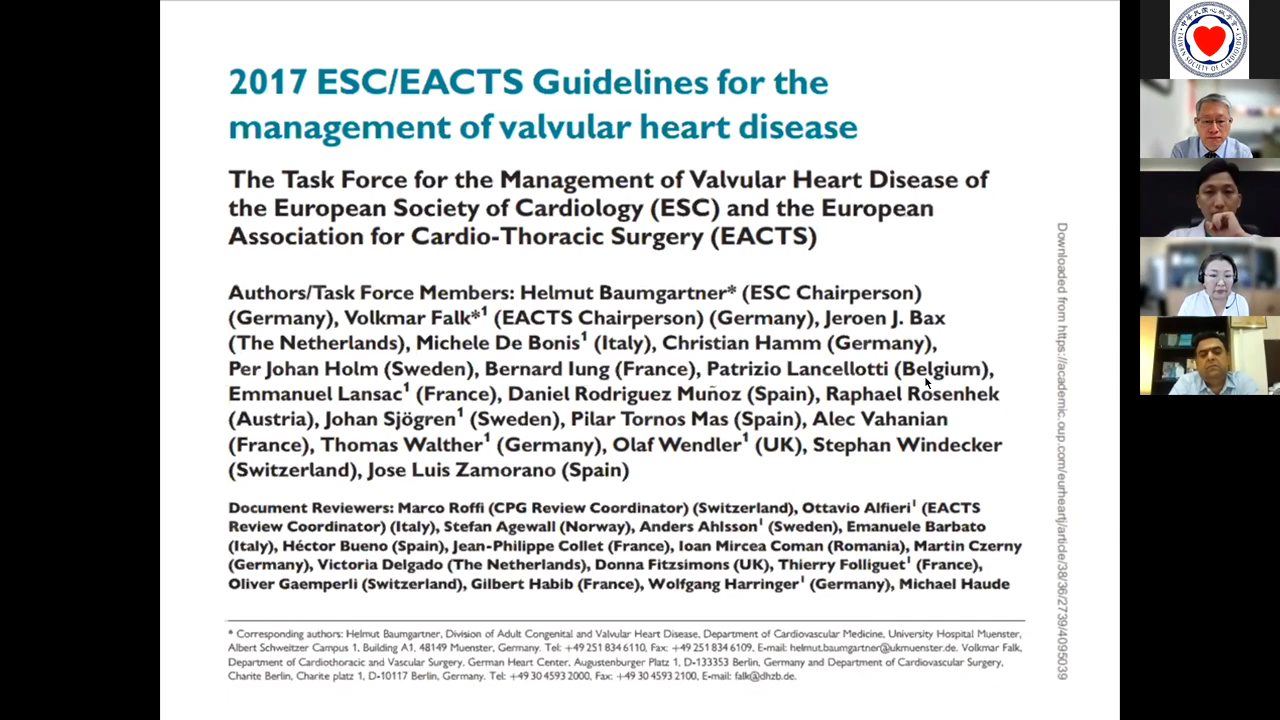 2017 ESC/EACTS Guidelines for the
management of valvular heart disease
The Task Force for the Management of Valvular Heart Disease of
the European Society of Cardiology (ESC) and the European
Association for Cardio-Thoracic Surgery (EACTS)
Authors/Task Force Members: Helmut Baumgartner* (ESC Chairperson)
(Germany), Volkmar Falk*¹ (EACTS Chairperson) (Germany), Jeroen J. Bax
(The Netherlands), Michele De Bonis¹ (Italy), Christian Hamm (Germany),
Per Johan Holm (Sweden), Bernard Iung (France), Patrizio Lancellotti (Belgium),
Emmanuel Lansac¹ (France), Daniel Rodriguez Muñoz (Spain), Raphael Rosenhek
(Austria), Johan Sjögren¹ (Sweden), Pilar Tornos Mas (Spain), Alec Vahanian
(France), Thomas Walther¹ (Germany), Olaf Wendler¹ (UK), Stephan Windecker
(Switzerland), Jose Luis Zamorano (Spain)
Document Reviewers: Marco Roffi (CPG Review Coordinator) (Switzerland), Ottavio Alfieri¹ (EACTS
Review Coordinator) (Italy), Stefan Agewall (Norway), Anders Ahlsson¹ (Sweden), Emanuele Barbato
(Italy), Héctor Bueno (Spain), Jean-Philippe Collet (France), Ioan Mircea Coman (Romania), Martin Czerny
(Germany), Victoria Delgado (The Netherlands), Donna Fitzsimons (UK), Thierry Folliguet¹ (France),
Oliver Gaemperli (Switzerland), Gilbert Habib (France), Wolfgang Harringer¹ (Germany), Michael Haude
* Corresponding authors: Helmut Baumgartner, Division of Adult Congenital and Valvular Heart Disease, Department of Cardiovascular Medicine, University Hospital Muenster,
Albert Schweitzer Campus 1, Building A1, 48149 Muenster, Germany. Tel: +49 251 834 6110, Fax: +49 251 834 6109, E-mail: helmut.baumgartner@ukmuenster.de. Volkmar Falk,
Department of Cardiothoracic and Vascular Surgery, German Heart Center, Augustenburger Platz 1, D-133353 Berlin, Germany and Department of Cardiovascular Surgery,
Charite Berlin, Charite platz 1, D-10117 Berlin, Germany. Tel: +49 30 4593 2000, Fax: +49 30 4593 2100, E-mail: falk@dhzb.de.
Downloaded from https://academic.oup.com/eurheartj/article/38/36/2739/4095039
中華民國心臟學會
TAIWAN SOCIETY OF CARDIOLOGY